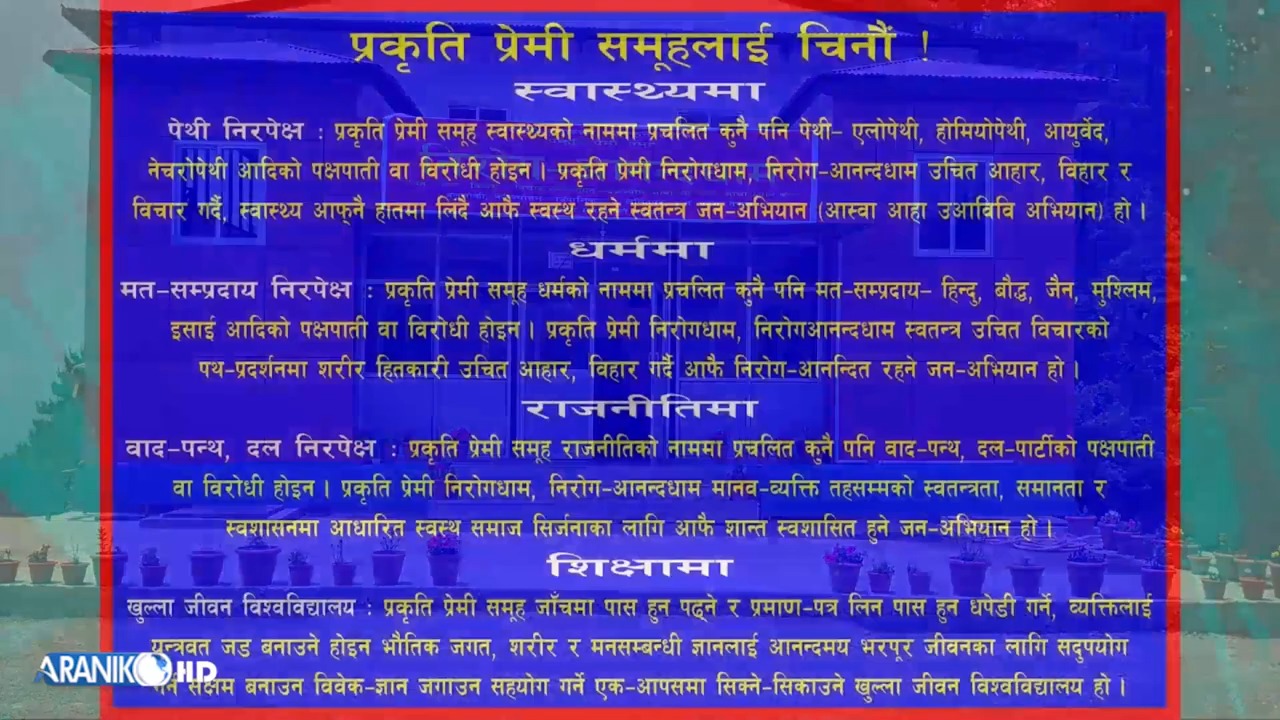 प्रकृति प्रेमी समूहलाई चिनौं !
स्वास्थ्यमा
पेथी निरपेक्ष : प्रकृति प्रेमी समूह स्वास्थ्यको नाममा प्रचलित कुनै पनि पेथी– एलोपेथी, होमियोपेथी, आयुर्वेद,
नेचरोपेथी आदिको पक्षपाती वा विरोधी होइन । प्रकृति प्रेमी निरोगधाम, निरोग-आनन्दधाम उचित आहार, विहार र
विचार गर्दै, स्वास्थ्य आफ्नै हातमा लिँदै आफै स्वस्थ रहने स्वतन्त्र जन-अभियान (आस्वा आहा उआविवि अभियान) हो ।
धर्ममा
मत-सम्प्रदाय निरपेक्ष : प्रकृति प्रेमी समूह धर्मको नाममा प्रचलित कुनै पनि मत-सम्प्रदाय– हिन्दु, बौद्ध, जैन, मुश्लिम,
इसाई आदिको पक्षपाती वा विरोधी होइन । प्रकृति प्रेमी निरोगधाम, निरोगआनन्दधाम स्वतन्त्र उचित विचारको
पथ-प्रदर्शनमा शरीर हितकारी उचित आहार, विहार गर्दै आफै निरोग-आनन्दित रहने जन-अभियान हो ।
राजनीतिमा
वाद-पन्थ, दल निरपेक्ष : प्रकृति प्रेमी समूह राजनीतिको नाममा प्रचलित कुनै पनि वाद-पन्थ, दल-पार्टीको पक्षपाती
वा विरोधी होइन । प्रकृति प्रेमी निरोगधाम, निरोग-आनन्दधाम मानव-व्यक्ति तहसम्मको स्वतन्त्रता, समानता र
स्वशासनमा आधारित स्वस्थ समाज सिर्जनाका लागि आफै शान्त स्वशासित हुने जन-अभियान हो ।
शिक्षामा
खुल्ला जीवन विश्वविद्यालय : प्रकृति प्रेमी समूह जाँचमा पास हुन पढ्ने र प्रमाण-पत्र लिन पास हुन धपेडी गर्ने, व्यक्तिलाई
यन्त्रवत जड बनाउने होइन भौतिक जगत, शरीर र मनसम्बन्धी ज्ञानलाई आनन्दमय भरपूर जीवनका लागि सदुपयोग
सक्षम बनाउन विवेक-ज्ञान जगाउन सहयोग गर्ने एक-आपसमा सिक्ने-सिकाउने खुल्ला जीवन विश्वविद्यालय हो ।
ARANIKO HD